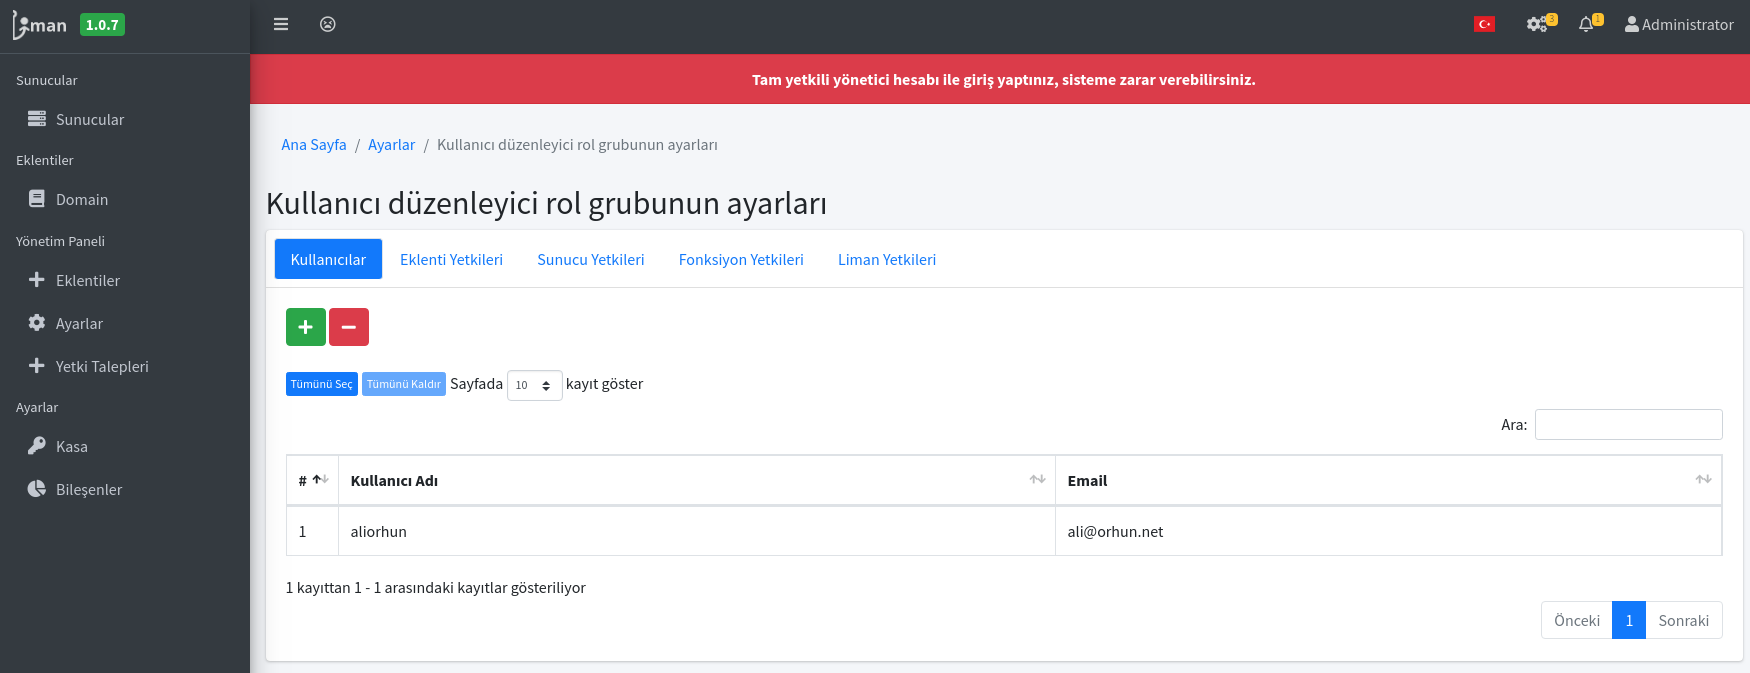 Liman 1.0.7
3
1
Administrator
Tam yetkili yönetici hesabı ile giriş yaptınız, sisteme zarar verebilirsiniz.
Sunucular
Sunucular
Eklentiler
Domain
Yönetim Paneli
Eklentiler
Ayarlar
Yetki Talepleri
Ayarlar
Kasa
Bileşenler
Ana Sayfa / Ayarlar / Kullanıcı düzenleyici rol grubunun ayarları
Kullanıcı düzenleyici rol grubunun ayarları
Kullanıcılar Eklenti Yetkileri Sunucu Yetkileri Fonksiyon Yetkileri Liman Yetkileri
Tümünü Seç Tümünü Kaldır Sayfada 10 kayıt göster
Ara:
# Kullanıcı Adı Email
1 aliorhun ali@orhun.net
1 kayıttan 1 - 1 arasındaki kayıtlar gösteriliyor
Önceki 1 Sonraki